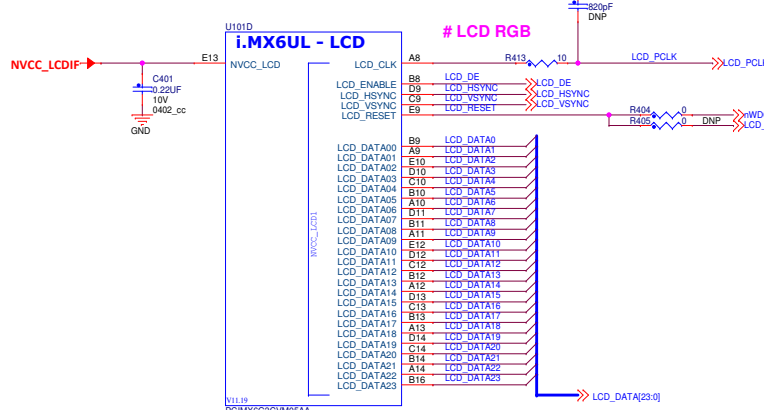 820pF
DNP
U101D
# LCD RGB
i.MX6UL - LCD
NVCC_LCDIF
E13
NVCC_LCD
LCD_CLK
A8
R413
10
LCD_PCLK
C401
0.22UF
10V
0402_cc
GND
LCD_ENABLE
B8
LCD_DE
LCD_DE
LCD_HSYNC
D9
LCD_HSYNC
LCD_HSYNC
LCD_VSYNC
C9
LCD_VSYNC
LCD_VSYNC
LCD_RESET
E9
LCD_RESET
R404
0
R405
0
DNP
NVCC_LCD1
LCD_DATA00 B9 LCD_DATA0
LCD_DATA01 A9 LCD_DATA1
LCD_DATA02 E10 LCD_DATA2
LCD_DATA03 D10 LCD_DATA3
LCD_DATA04 C10 LCD_DATA4
LCD_DATA05 B10 LCD_DATA5
LCD_DATA06 A10 LCD_DATA6
LCD_DATA07 D11 LCD_DATA7
LCD_DATA08 B11 LCD_DATA8
LCD_DATA09 A11 LCD_DATA9
LCD_DATA10 E12 LCD_DATA10
LCD_DATA11 D12 LCD_DATA11
LCD_DATA12 C12 LCD_DATA12
LCD_DATA13 B12 LCD_DATA13
LCD_DATA14 A12 LCD_DATA14
LCD_DATA15 D13 LCD_DATA15
LCD_DATA16 C13 LCD_DATA16
LCD_DATA17 B13 LCD_DATA17
LCD_DATA18 A13 LCD_DATA18
LCD_DATA19 D14 LCD_DATA19
LCD_DATA20 C14 LCD_DATA20
LCD_DATA21 B14 LCD_DATA21
LCD_DATA22 A14 LCD_DATA22
LCD_DATA23 B16 LCD_DATA23
LCD_DATA[23:0]
V11.19